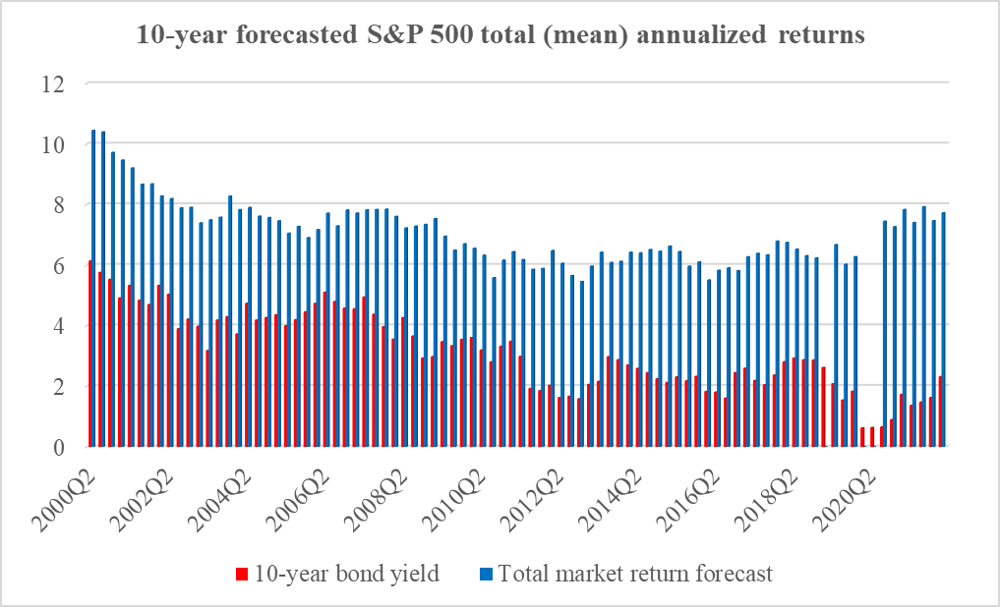 10-year forecasted S&P 500 total (mean) annualized returns
12
10
8
6
4
2
0
2000Q2
2002Q2
2004Q2
2006Q2
2008Q2
2010Q2
2012Q2
2014Q2
2016Q2
2018Q2
2020Q2
10-year bond yield
Total market return forecast